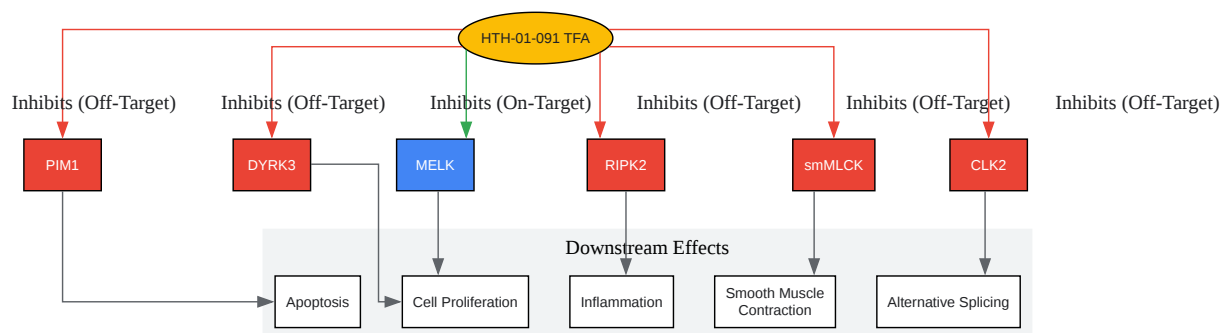 HTH-01-091 TFA
Inhibits (Off-Target)
Inhibits (Off-Target)
Inhibits (On-Target)
Inhibits (Off-Target)
Inhibits (Off-Target)
Inhibits (Off-Target)
PIM1
DYRK3
MELK
RIPK2
smMLCK
CLK2
Downstream Effects
Apoptosis
Cell Proliferation
Inflammation
Smooth Muscle
Contraction
Alternative Splicing